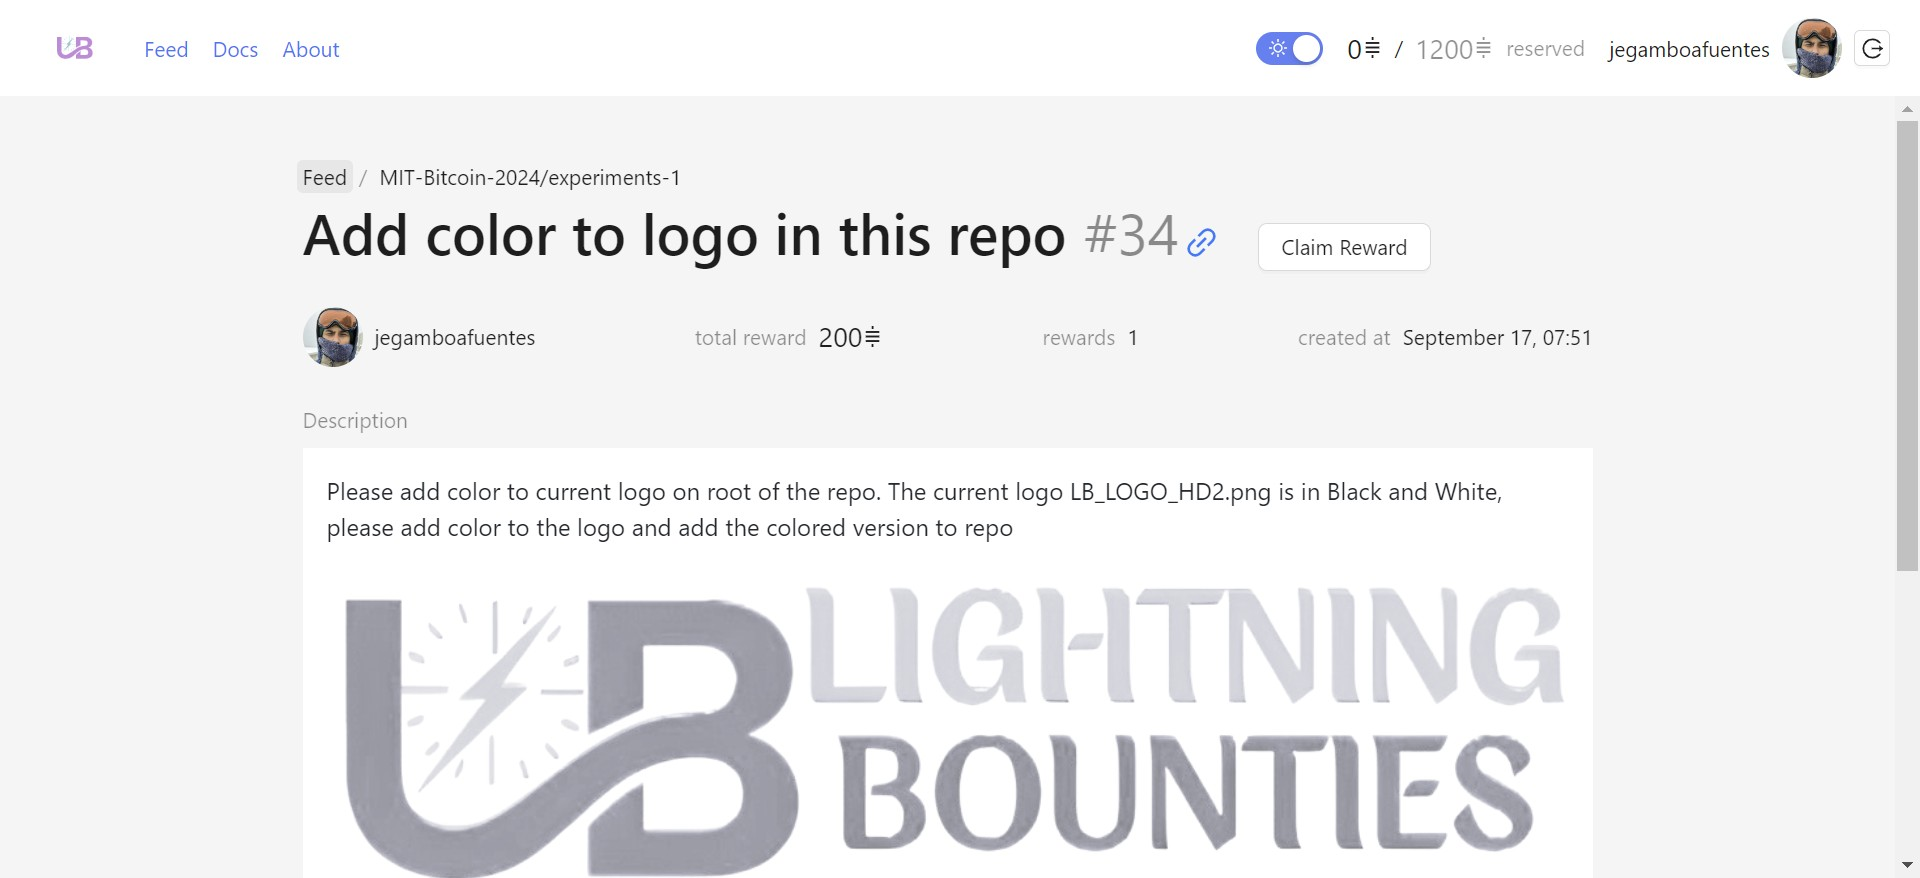 UB
Feed Docs About
0 / 1200 reserved jegamboafuentes
Feed / MIT-Bitcoin-2024/experiments-1
Add color to logo in this repo #34
Claim Reward
jegamboafuentes total reward 200 rewards 1 created at September 17, 07:51
Description
Please add color to current logo on root of the repo. The current logo LB_LOGO_HD2.png is in Black and White,
please add color to the logo and add the colored version to repo
UB
LIGHTNING
BOUNTIES